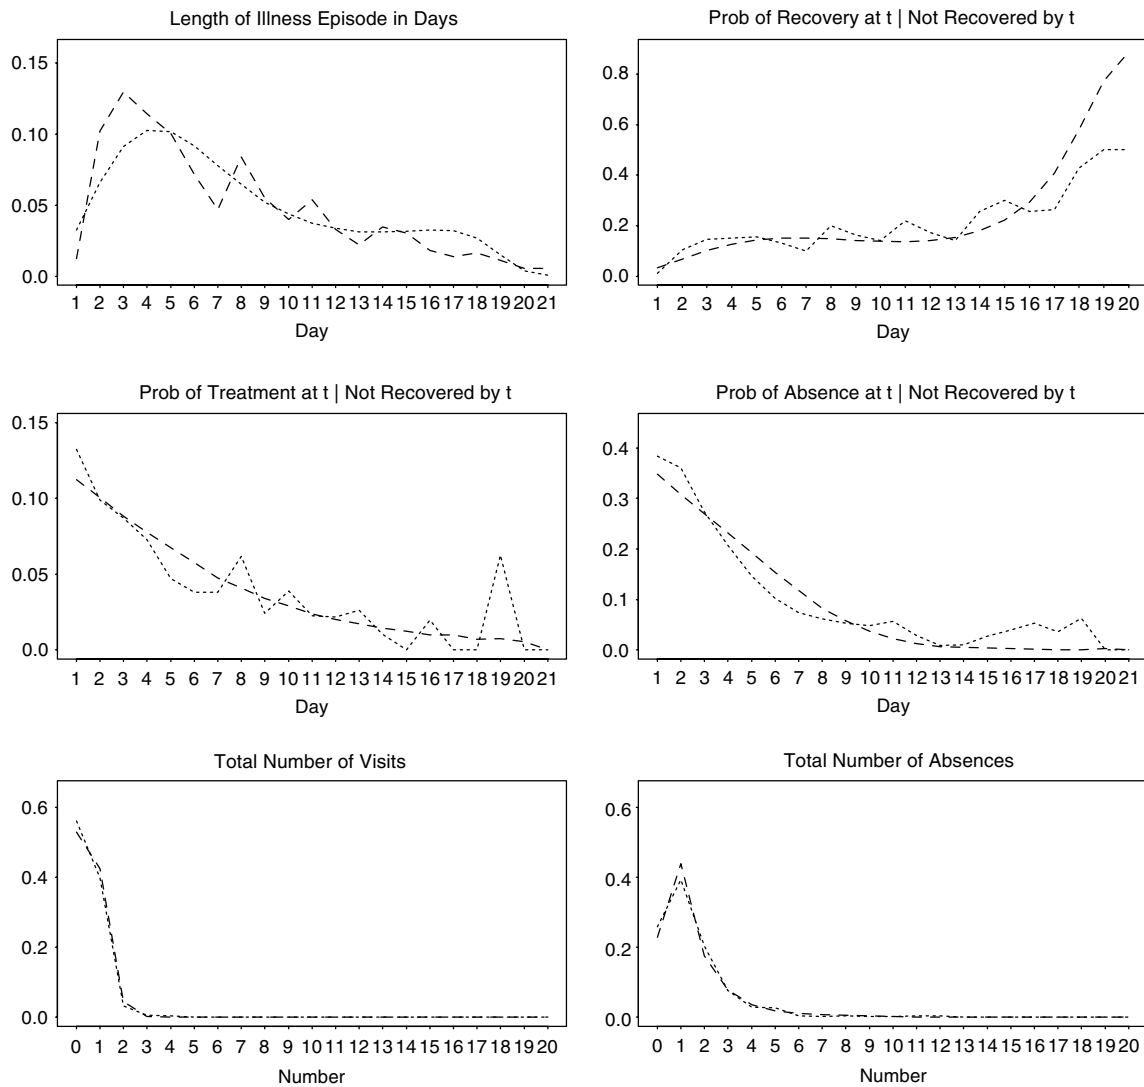 Length of Illness Episode in Days
0.15
0.10
0.05
0.0
1 2 3 4 5 6 7 8 9 10 11 12 13 14 15 16 17 18 19 20 21
Day
Prob of Recovery at t | Not Recovered by t
0.8
0.6
0.4
0.2
0.0
1 2 3 4 5 6 7 8 9 10 11 12 13 14 15 16 17 18 19 20
Day
Prob of Treatment at t | Not Recovered by t
0.15
0.10
0.05
0.0
1 2 3 4 5 6 7 8 9 10 11 12 13 14 15 16 17 18 19 20 21
Day
Prob of Absence at t | Not Recovered by t
0.4
0.3
0.2
0.1
0.0
1 2 3 4 5 6 7 8 9 10 11 12 13 14 15 16 17 18 19 20 21
Day
Total Number of Visits
0.6
0.4
0.2
0.0
0 1 2 3 4 5 6 7 8 9 10 11 12 13 14 15 16 17 18 19 20
Number
Total Number of Absences
0.6
0.4
0.2
0.0
0 1 2 3 4 5 6 7 8 9 10 11 12 13 14 15 16 17 18 19 20
Number